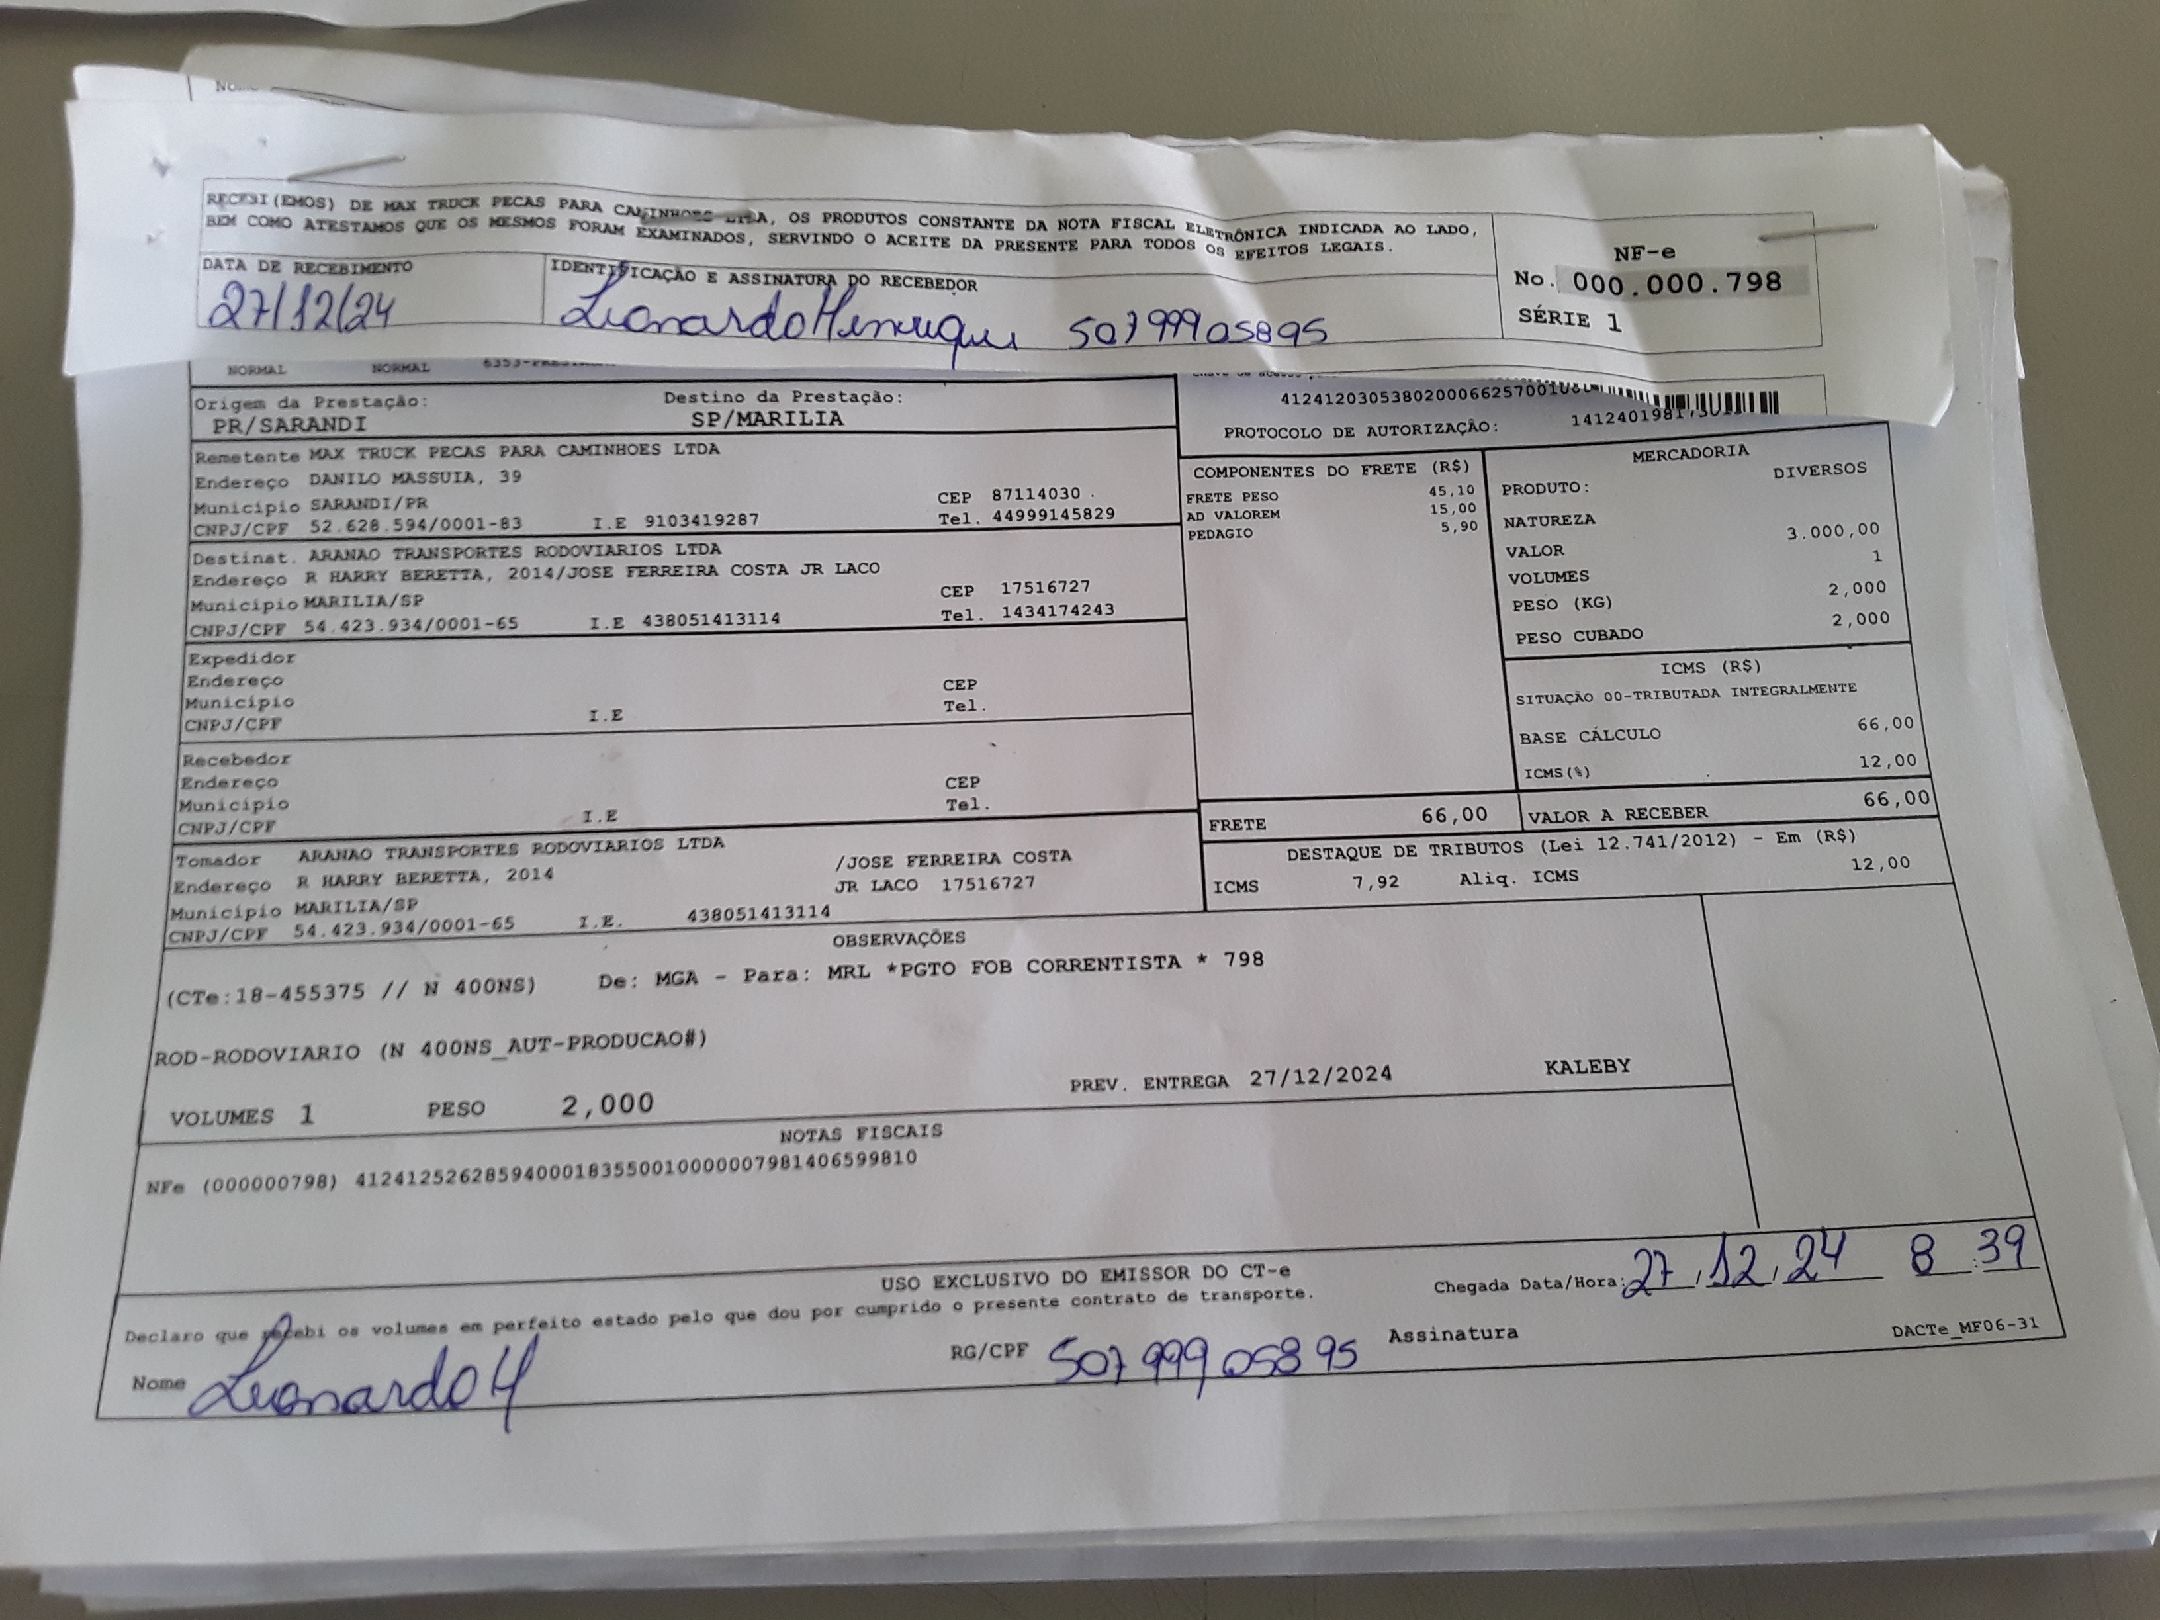 RECEBI(EMOS) DE MAX TRUCK PECAS PARA CAMINHOES LTDA, OS PRODUTOS CONSTANTE DA NOTA FISCAL ELETRÔNICA INDICADA AO LADO,
BEM COMO ATESTAMOS QUE OS MESMOS FORAM EXAMINADOS, SERVINDO O ACEITE DA PRESENTE PARA TODOS OS EFEITOS LEGAIS.
DATA DE RECEBIMENTO
27/12/24
IDENTIFICAÇÃO E ASSINATURA DO RECEBEDOR
Leonardo Henrique 50799905895
NF-e
No. 000.000.798
SÉRIE 1
NORMAL NORMAL
Origem da Prestação: Destino da Prestação:
PR/SARANDI SP/MARILIA
PROTOCOLO DE AUTORIZAÇÃO:
Remetente MAX TRUCK PECAS PARA CAMINHOES LTDA
Endereço DANILO MASSUIA, 39
Município SARANDI/PR CEP 87114030
CNPJ/CPF 52.628.594/0001-83 I.E 9103419287 Tel. 44999145829
Destinat. ARANAO TRANSPORTES RODOVIARIOS LTDA
Endereço R HARRY BERETTA, 2014/JOSE FERREIRA COSTA JR LACO
Município MARILIA/SP CEP 17516727
CNPJ/CPF 54.423.934/0001-65 I.E 438051413114 Tel. 1434174243
Expedidor
Endereço
Município CEP
CNPJ/CPF I.E Tel.
Recebedor
Endereço CEP
Município Tel.
CNPJ/CPF I.E
Tomador ARANAO TRANSPORTES RODOVIARIOS LTDA /JOSE FERREIRA COSTA
Endereço R HARRY BERETTA, 2014 JR LACO 17516727
Município MARILIA/SP
CNPJ/CPF 54.423.934/0001-65 I.E. 438051413114
COMPONENTES DO FRETE (R$)
FRETE PESO 45,10
AD VALOREM 15,00
PEDAGIO 5,90
MERCADORIA
PRODUTO: DIVERSOS
NATUREZA
VALOR 3.000,00
VOLUMES 1
PESO (KG) 2,000
PESO CUBADO 2,000
ICMS (R$)
SITUAÇÃO 00-TRIBUTADA INTEGRALMENTE
BASE CÁLCULO 66,00
ICMS(%) 12,00
FRETE 66,00 VALOR A RECEBER 66,00
DESTAQUE DE TRIBUTOS (Lei 12.741/2012) - Em (R$)
ICMS 7,92 Aliq. ICMS 12,00
OBSERVAÇÕES
(CTe:18-455375 // N 400NS) De: MGA - Para: MRL *PGTO FOB CORRENTISTA * 798
ROD-RODOVIARIO (N 400NS_AUT-PRODUCAO#)
VOLUMES 1 PESO 2,000 PREV. ENTREGA 27/12/2024 KALEBY
NOTAS FISCAIS
NFe (000000798) 41241252628594000183550010000007981406599810
USO EXCLUSIVO DO EMISSOR DO CT-e
Declaro que recebi os volumes em perfeito estado pelo que dou por cumprido o presente contrato de transporte.
Chegada Data/Hora: 27,12,24 8:39
Nome Leonardo H RG/CPF 50799905895 Assinatura
DACTe_MF06-31